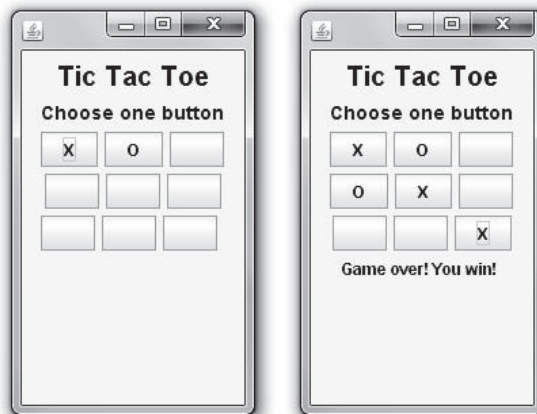 Tic Tac Toe
Choose one button
X O
Tic Tac Toe
Choose one button
X O
O X
X
Game over! You win!